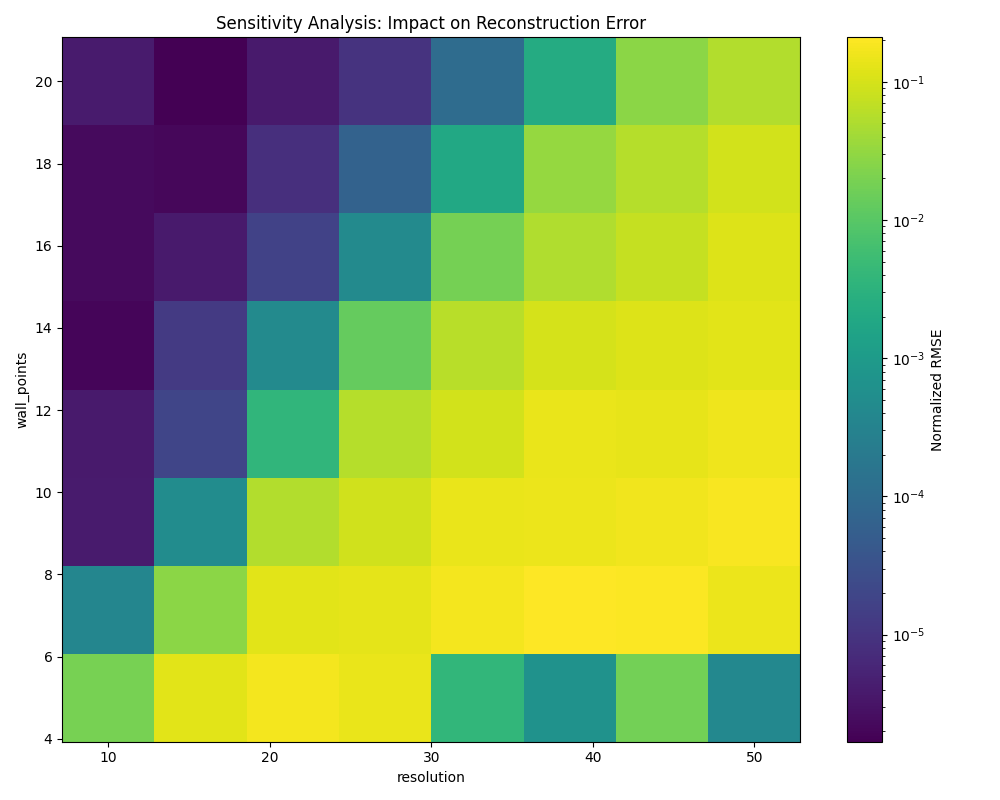 Sensitivity Analysis: Impact on Reconstruction Error
20
18
16
14
12
10
8
6
4
wall_points
10 20 30 40 50
resolution
10⁻¹
10⁻²
10⁻³
10⁻⁴
10⁻⁵
Normalized RMSE